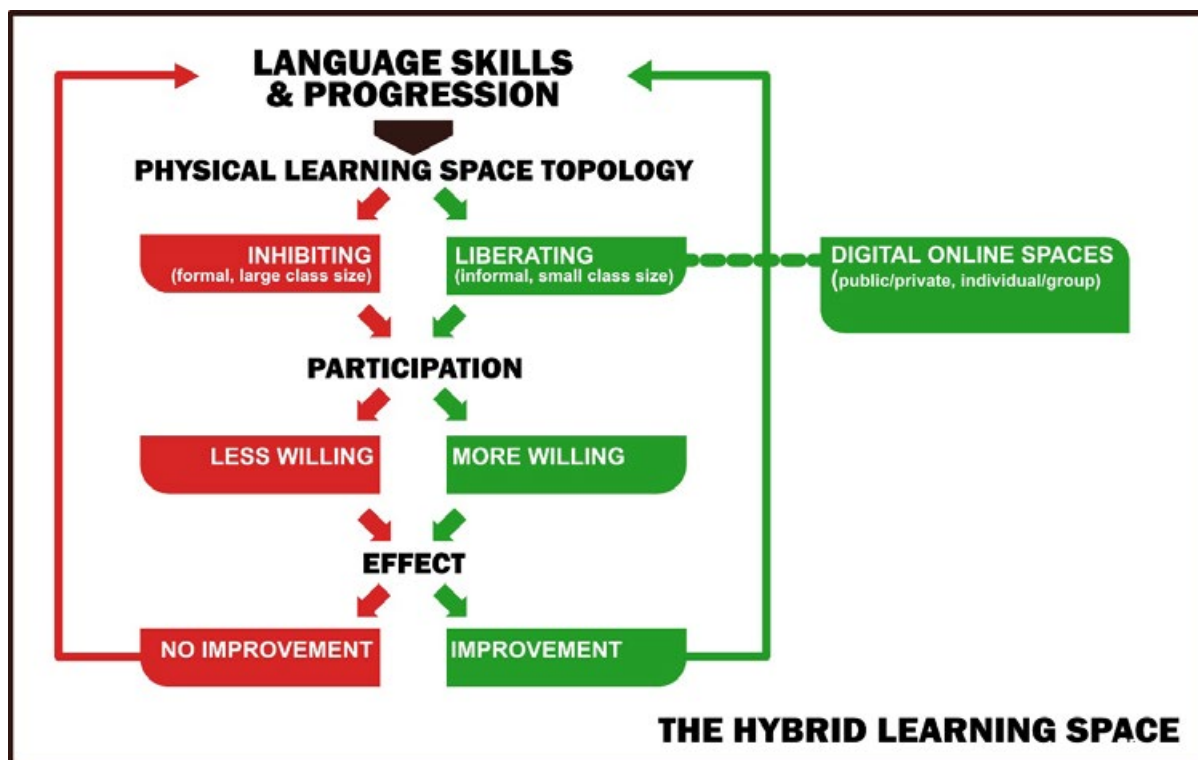 LANGUAGE SKILLS
& PROGRESSION
PHYSICAL LEARNING SPACE TOPOLOGY
INHIBITING
(formal, large class size)
LIBERATING
(informal, small class size)
DIGITAL ONLINE SPACES
(public/private, individual/group)
PARTICIPATION
LESS WILLING
MORE WILLING
EFFECT
NO IMPROVEMENT
IMPROVEMENT
THE HYBRID LEARNING SPACE